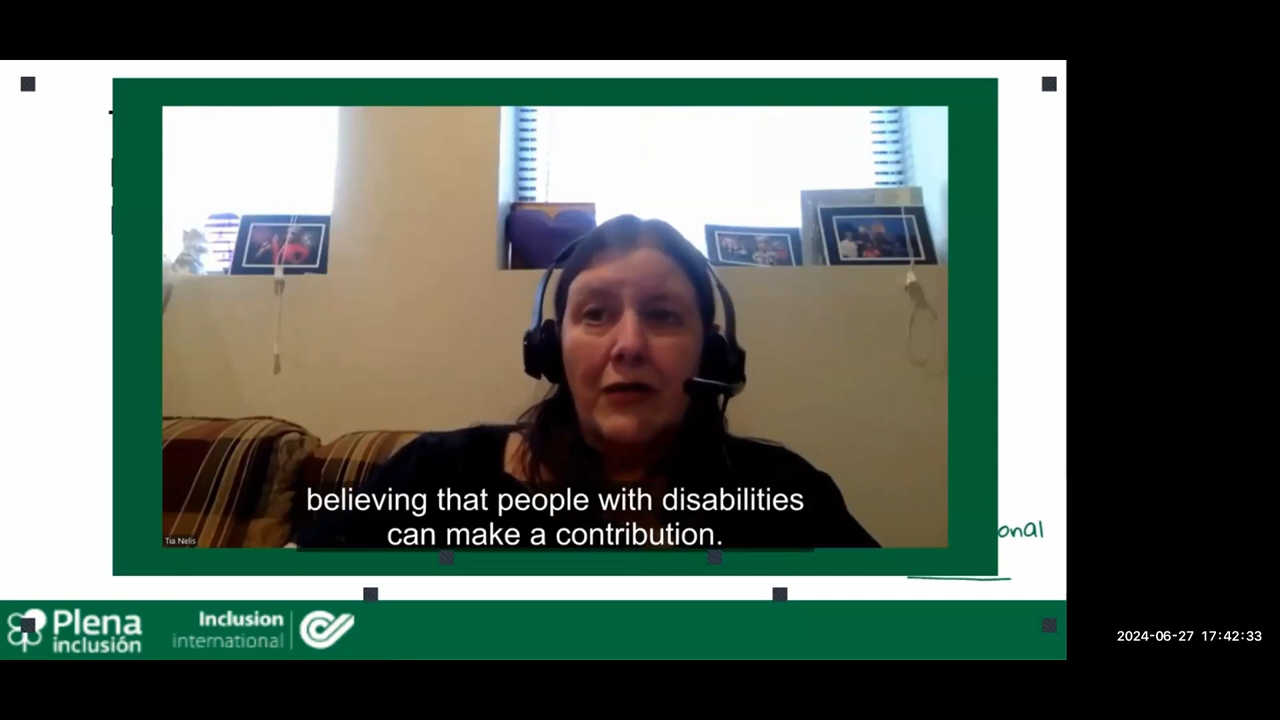 believing that people with disabilities
can make a contribution.
Tia Nelis
onal
Plena
inclusión
Inclusion
international
2024-06-27 17:42:33